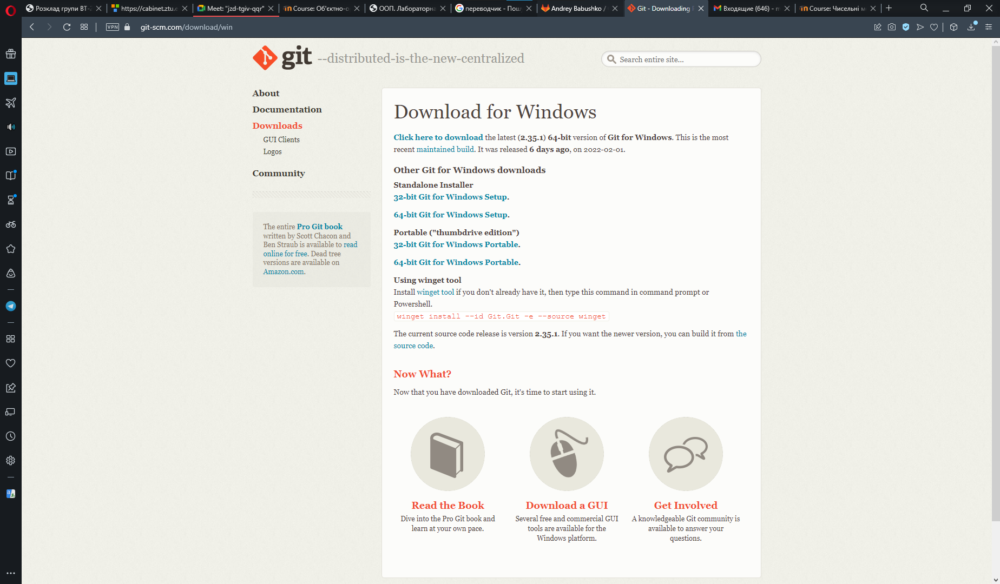 Розклад групи ВТ-2
https://cabinet.ztu.e
Meet: "jzd-tgiv-qqr"
Course: Об'єктно-о
ООП. Лабораторна
переводчик - Пош
Andrey Babushko /
Git - Downloading
Входящие (646) - m
Course: Чисельні м
VPN
git-scm.com/download/win
git --distributed-is-the-new-centralized
Search entire site...
About
Documentation
Downloads
GUI Clients
Logos
Community
The entire Pro Git book
written by Scott Chacon and
Ben Straub is available to read
online for free. Dead tree
versions are available on
Amazon.com.
Download for Windows
Click here to download the latest (2.35.1) 64-bit version of Git for Windows. This is the most
recent maintained build. It was released 6 days ago, on 2022-02-01.
Other Git for Windows downloads
Standalone Installer
32-bit Git for Windows Setup.
64-bit Git for Windows Setup.
Portable ("thumbdrive edition")
32-bit Git for Windows Portable.
64-bit Git for Windows Portable.
Using winget tool
Install winget tool if you don't already have it, then type this command in command prompt or
Powershell.
winget install --id Git.Git -e --source winget
The current source code release is version 2.35.1. If you want the newer version, you can build it from the
source code.
Now What?
Now that you have downloaded Git, it's time to start using it.
Read the Book
Dive into the Pro Git book and
learn at your own pace.
Download a GUI
Several free and commercial GUI
tools are available for the
Windows platform.
Get Involved
A knowledgeable Git community is
available to answer your
questions.